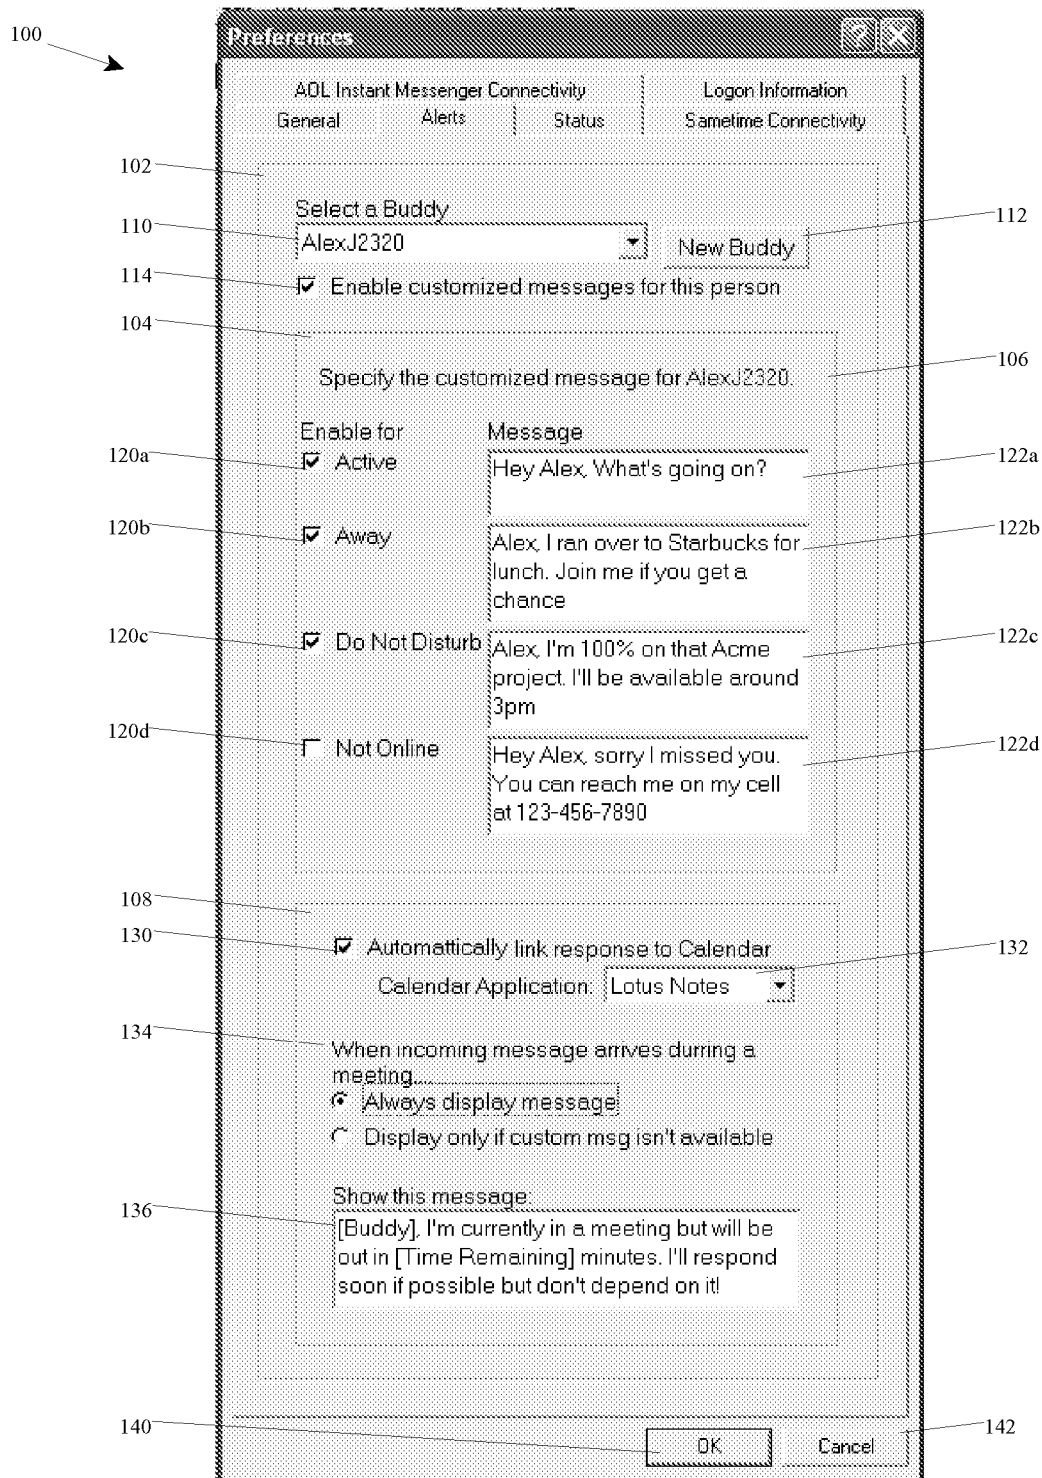 100
Preferences
AOL Instant Messenger Connectivity Logon Information
General Alerts Status Sametime Connectivity
102
Select a Buddy
110 AlexJ2320 New Buddy 112
114 Enable customized messages for this person
104
106
Specify the customized message for AlexJ2320.
Enable for Message
120a Active Hey Alex, What's going on? 122a
120b Away Alex, I ran over to Starbucks for 122b
lunch. Join me if you get a
chance
120c Do Not Disturb Alex, I'm 100% on that Acme 122c
project. I'll be available around
3pm
120d Not Online Hey Alex, sorry I missed you. 122d
You can reach me on my cell
at 123-456-7890
108
130 Automattically link response to Calendar 132
Calendar Application: Lotus Notes
134
When incoming message arrives durring a
meeting...
Always display message
Display only if custom msg isn't available
Show this message:
136 [Buddy], I'm currently in a meeting but will be
out in [Time Remaining] minutes. I'll respond
soon if possible but don't depend on it!
140 OK Cancel 142